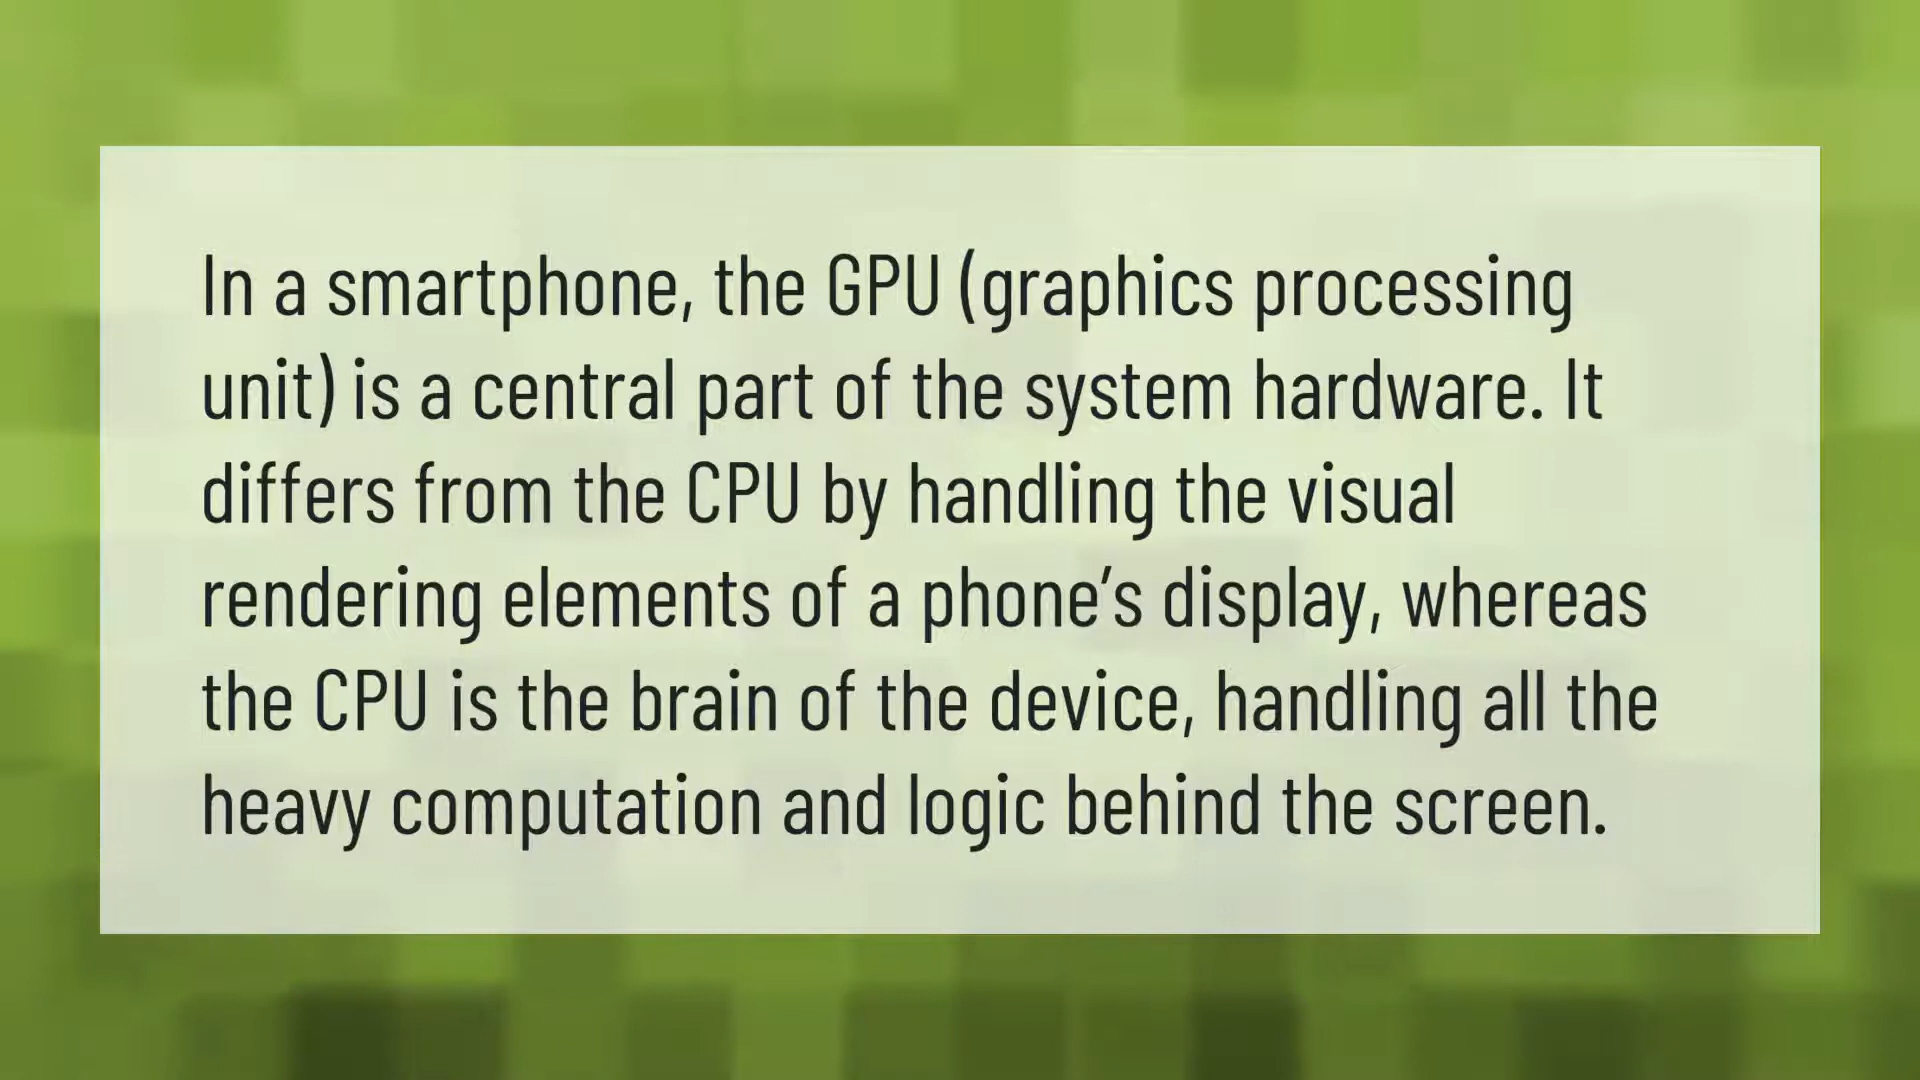 In a smartphone, the GPU (graphics processing
unit) is a central part of the system hardware. It
differs from the CPU by handling the visual
rendering elements of a phone’s display, whereas
the CPU is the brain of the device, handling all the
heavy computation and logic behind the screen.